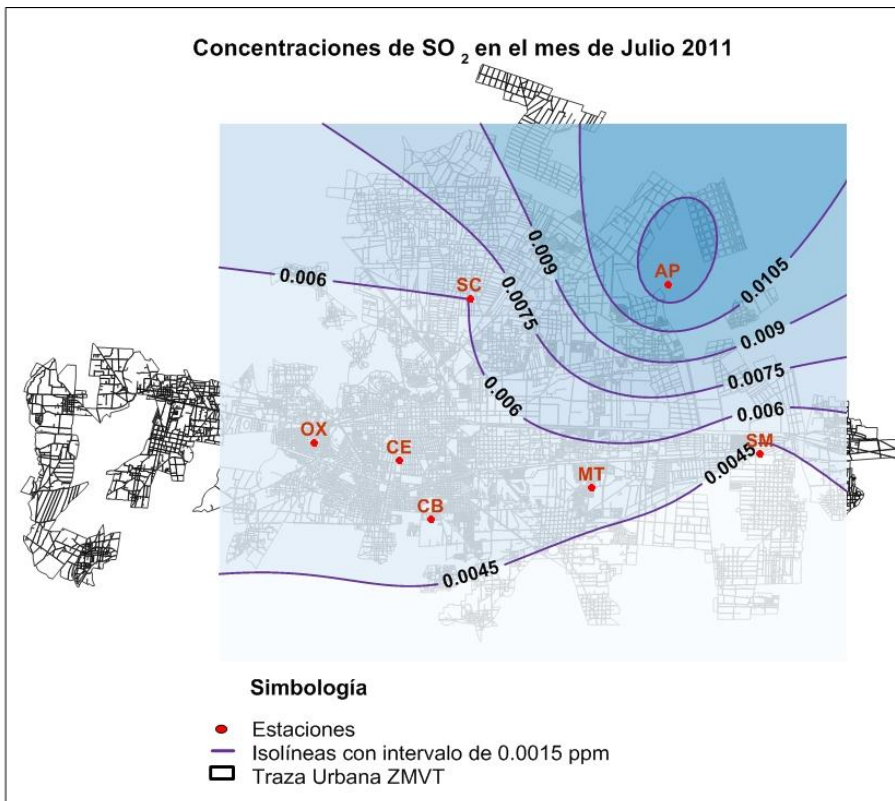 Concentraciones de SO 2 en el mes de Julio 2011
0.006
SC
0.0075
0.009
AP
0.0105
0.009
0.0075
0.006
0.006
OX
CE
CB
MT
SM
0.0045
0.0045
Simbología
Estaciones
Isolíneas con intervalo de 0.0015 ppm
Traza Urbana ZMVT